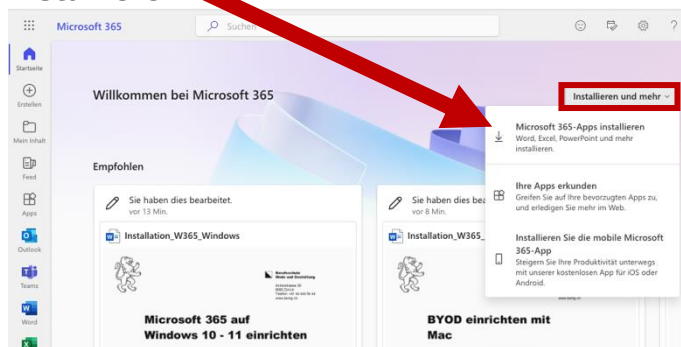 Microsoft 365
Suchen
Startseite
Erstellen
Mein Inhalt
Feed
Apps
Outlook
Teams
Word
Willkommen bei Microsoft 365
Installieren und mehr
Microsoft 365-Apps installieren
Word, Excel, PowerPoint und mehr
installieren.
Ihre Apps erkunden
Greifen Sie auf Ihre bevorzugten Apps zu,
und erledigen Sie mehr im Web.
Installieren Sie die mobile Microsoft
365-App
Steigern Sie Ihre Produktivität unterwegs
mit unserer kostenlosen App für iOS oder
Android.
Empfohlen
Sie haben dies bearbeitet.
vor 13 Min.
Installation_W365_Windows
Microsoft 365 auf
Windows 10 - 11 einrichten
Sie haben dies bea
vor 8 Min.
Installation_W365_
BYOD einrichten mit
Mac